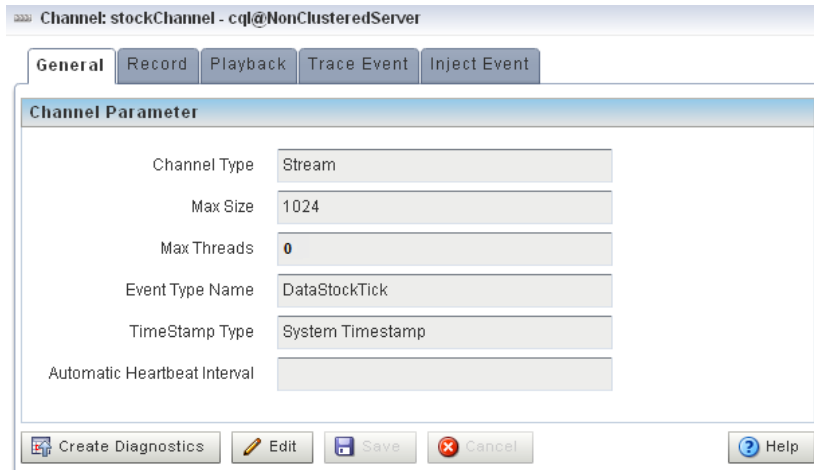 Channel: stockChannel - cql@NonClusteredServer
General Record Playback Trace Event Inject Event
Channel Parameter
Channel Type Stream
Max Size 1024
Max Threads 0
Event Type Name DataStockTick
TimeStamp Type System Timestamp
Automatic Heartbeat Interval
Create Diagnostics Edit Save Cancel Help